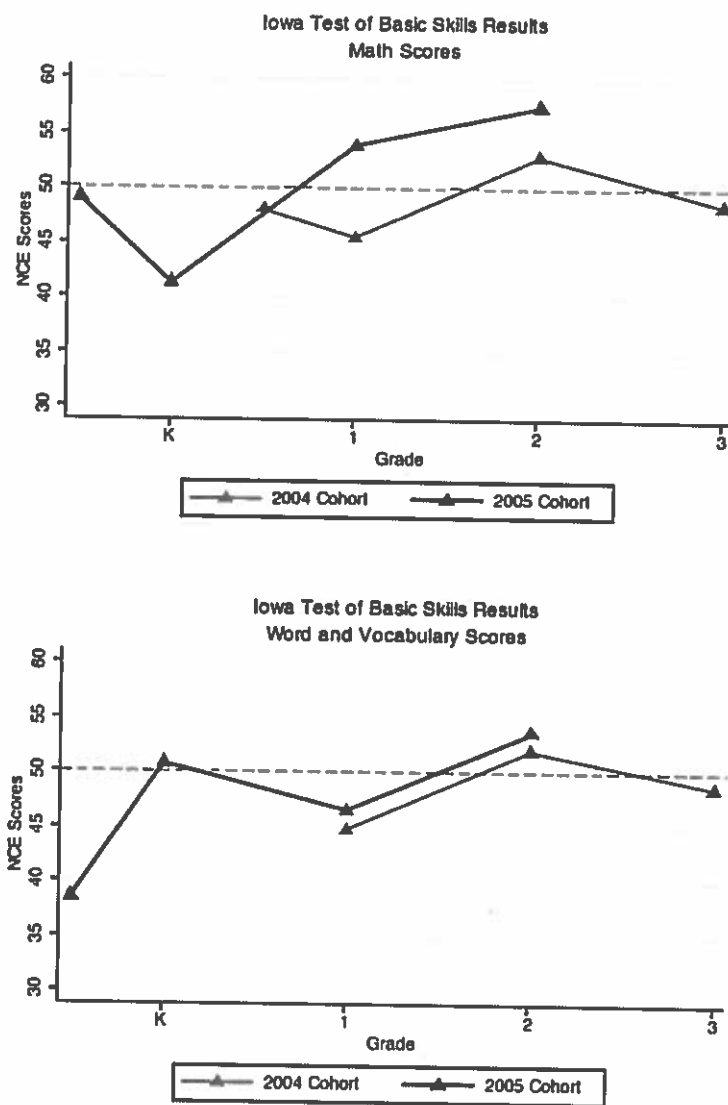 Iowa Test of Basic Skills Results
Math Scores
60
55
50
45
40
35
30
NCE Scores
K
1
2
3
Grade
2004 Cohort
2005 Cohort
Iowa Test of Basic Skills Results
Word and Vocabulary Scores
60
55
50
45
40
35
30
NCE Scores
K
1
2
3
Grade
2004 Cohort
2005 Cohort